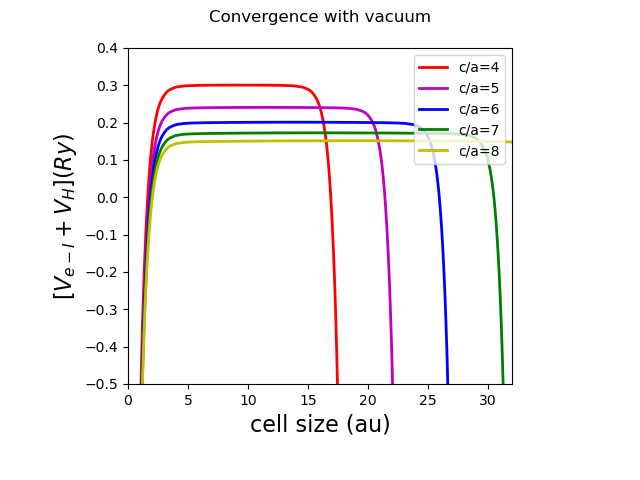 Convergence with vacuum
0.4
0.3
0.2
0.1
0.0
−0.1
−0.2
−0.3
−0.4
−0.5
[V_{e−I} + V_H](Ry)
c/a=4
c/a=5
c/a=6
c/a=7
c/a=8
0 5 10 15 20 25 30
cell size (au)